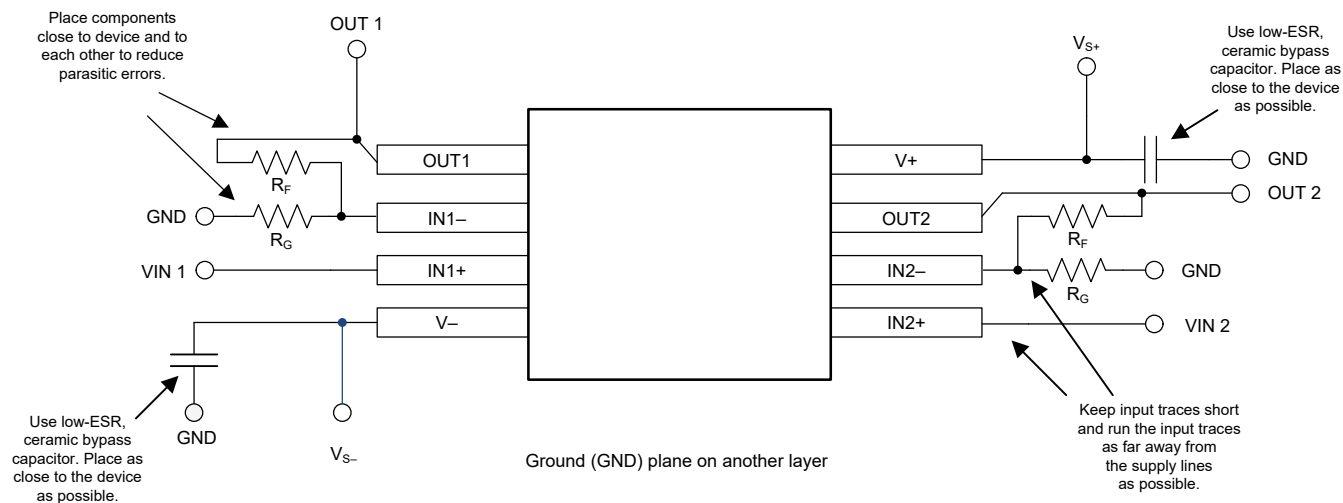 Place components
close to device and to
each other to reduce
parasitic errors.
OUT 1
VS+
Use low-ESR,
ceramic bypass
capacitor. Place as
close to the device
as possible.
OUT1
V+
GND
RF
OUT 2
GND
RG
IN1–
OUT2
RF
VIN 1
IN1+
IN2–
RG
GND
V–
IN2+
VIN 2
Use low-ESR,
ceramic bypass
capacitor. Place as
close to the device
as possible.
GND
VS–
Ground (GND) plane on another layer
Keep input traces short
and run the input traces
as far away from
the supply lines
as possible.